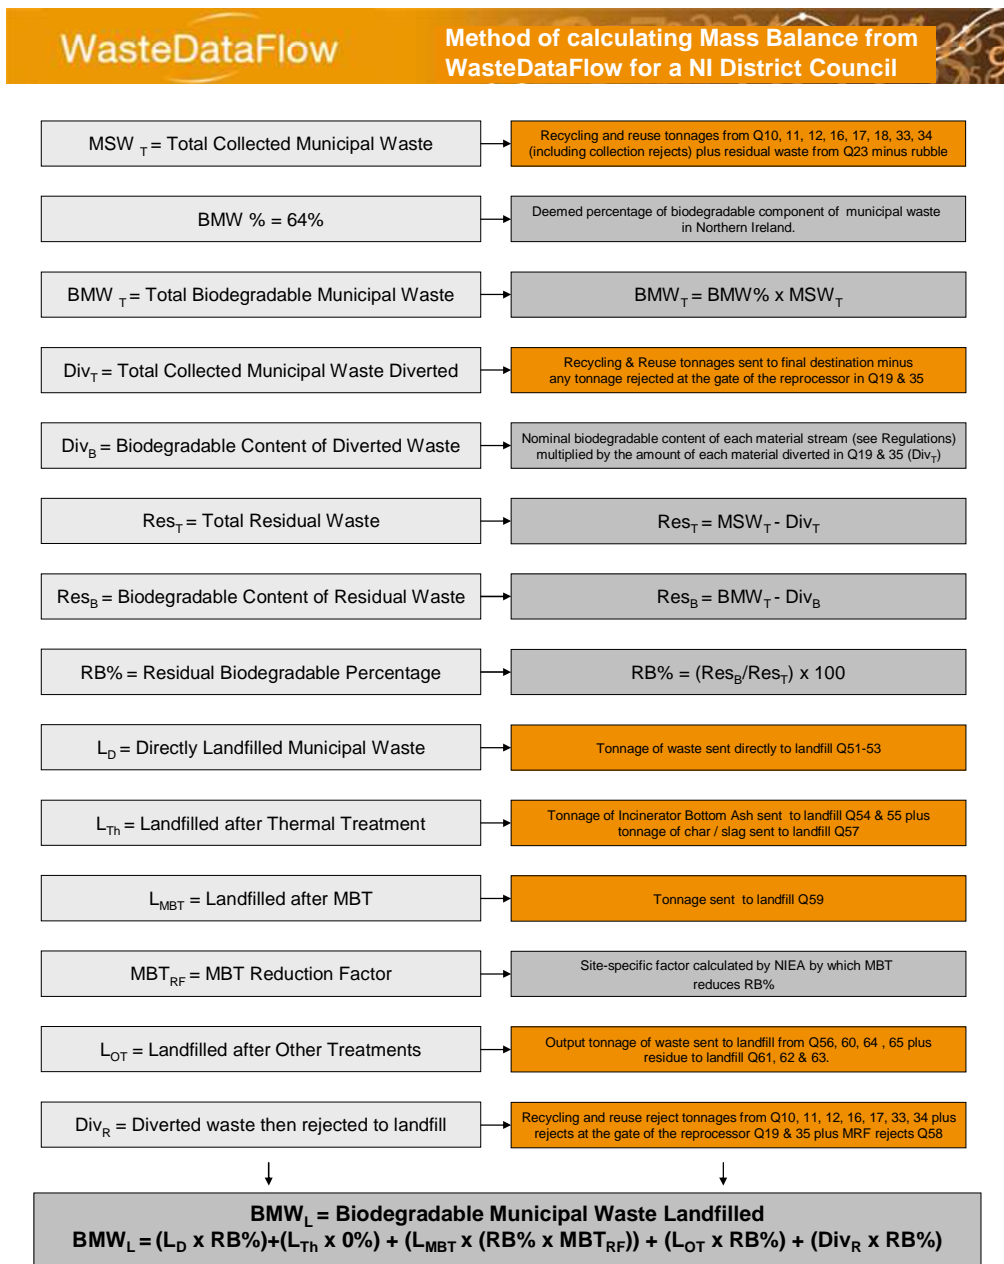 WasteDataFlow
Method of calculating Mass Balance from
WasteDataFlow for a NI District Council
MSW T = Total Collected Municipal Waste
Recycling and reuse tonnages from Q10, 11, 12, 16, 17, 18, 33, 34
(including collection rejects) plus residual waste from Q23 minus rubble
BMW % = 64%
Deemed percentage of biodegradable component of municipal waste
in Northern Ireland.
BMW T = Total Biodegradable Municipal Waste
BMWT = BMW% x MSWT
DivT = Total Collected Municipal Waste Diverted
Recycling & Reuse tonnages sent to final destination minus
any tonnage rejected at the gate of the reprocessor in Q19 & 35
DivB = Biodegradable Content of Diverted Waste
Nominal biodegradable content of each material stream (see Regulations)
multiplied by the amount of each material diverted in Q19 & 35 (DivT)
ResT = Total Residual Waste
ResT = MSWT - DivT
ResB = Biodegradable Content of Residual Waste
ResB = BMWT - DivB
RB% = Residual Biodegradable Percentage
RB% = (ResB/ResT) x 100
LD = Directly Landfilled Municipal Waste
Tonnage of waste sent directly to landfill Q51-53
LTh = Landfilled after Thermal Treatment
Tonnage of Incinerator Bottom Ash sent to landfill Q54 & 55 plus
tonnage of char / slag sent to landfill Q57
LMBT = Landfilled after MBT
Tonnage sent to landfill Q59
MBTRF = MBT Reduction Factor
Site-specific factor calculated by NIEA by which MBT
reduces RB%
LOT = Landfilled after Other Treatments
Output tonnage of waste sent to landfill from Q56, 60, 64 , 65 plus
residue to landfill Q61, 62 & 63.
DivR = Diverted waste then rejected to landfill
Recycling and reuse reject tonnages from Q10, 11, 12, 16, 17, 33, 34 plus
rejects at the gate of the reprocessor Q19 & 35 plus MRF rejects Q58
BMWL = Biodegradable Municipal Waste Landfilled
BMWL = (LD x RB%)+(LTh x 0%) + (LMBT x (RB% x MBTRF)) + (LOT x RB%) + (DivR x RB%)